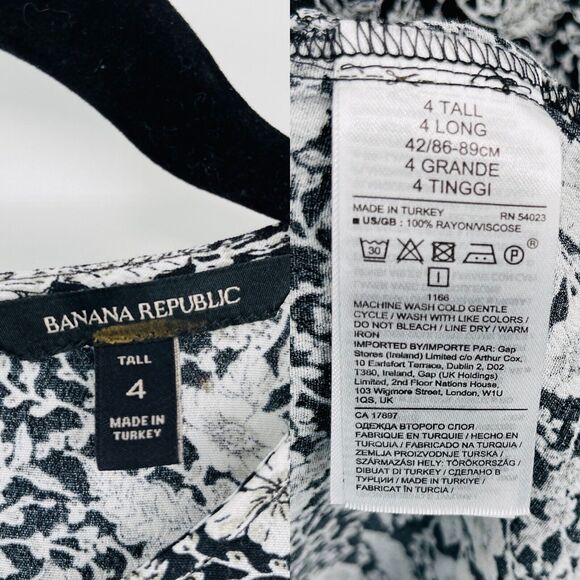 BANANA REPUBLIC
TALL
4
MADE IN
TURKEY
4 TALL
4 LONG
42/86-89CM
4 GRANDE
4 TINGGI
MADE IN TURKEY RN 54023
■ US/GB : 100% RAYON/VISCOSE
30 P ®
I
1166
MACHINE WASH COLD GENTLE
CYCLE / WASH WITH LIKE COLORS /
DO NOT BLEACH / LINE DRY / WARM
IRON
IMPORTED BY/IMPORTÉ PAR: Gap
Stores (Ireland) Limited c/o Arthur Cox,
10 Earlsfort Terrace, Dublin 2, D02
T380, Ireland, Gap (UK Holdings)
Limited, 2nd Floor Nations House,
103 Wigmore Street, London, W1U
1QS, UK
CA 17897
ОДЕЖДА ВТОРОГО СЛОЯ
FABRIQUE EN TURQUIE / HECHO EN
TURQUIA / FABRICADO NA TURQUIA /
ZEMLJA PROIZVODNJE TURSKA /
SZÁRMAZÁSI HELY: TÖRÖKORSZÁG /
DIBUAT DI TURKEY / СДЕЛАНО В
ТУРЦИИ / MADE IN TURKIYE /
FABRICAT ÎN TURCIA /